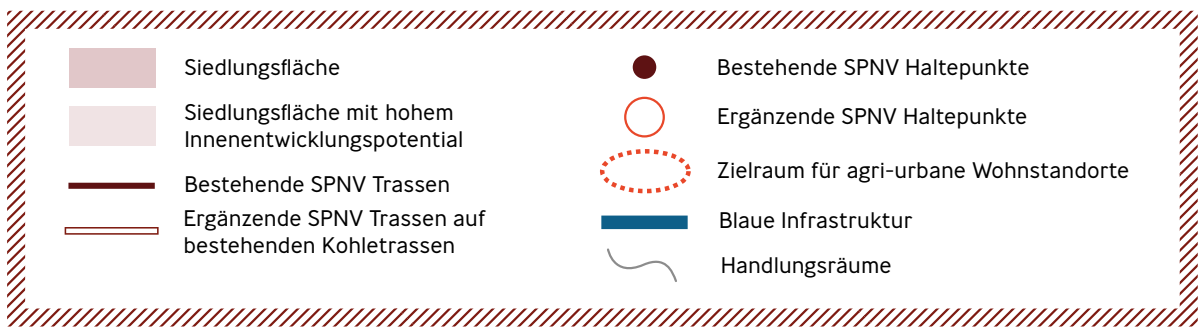 Siedlungsfläche
Siedlungsfläche mit hohem
Innenentwicklungspotential
Bestehende SPNV Trassen
Ergänzende SPNV Trassen auf
bestehenden Kohletrassen
Bestehende SPNV Haltepunkte
Ergänzende SPNV Haltepunkte
Zielraum für agri-urbane Wohnstandorte
Blaue Infrastruktur
Handlungsräume